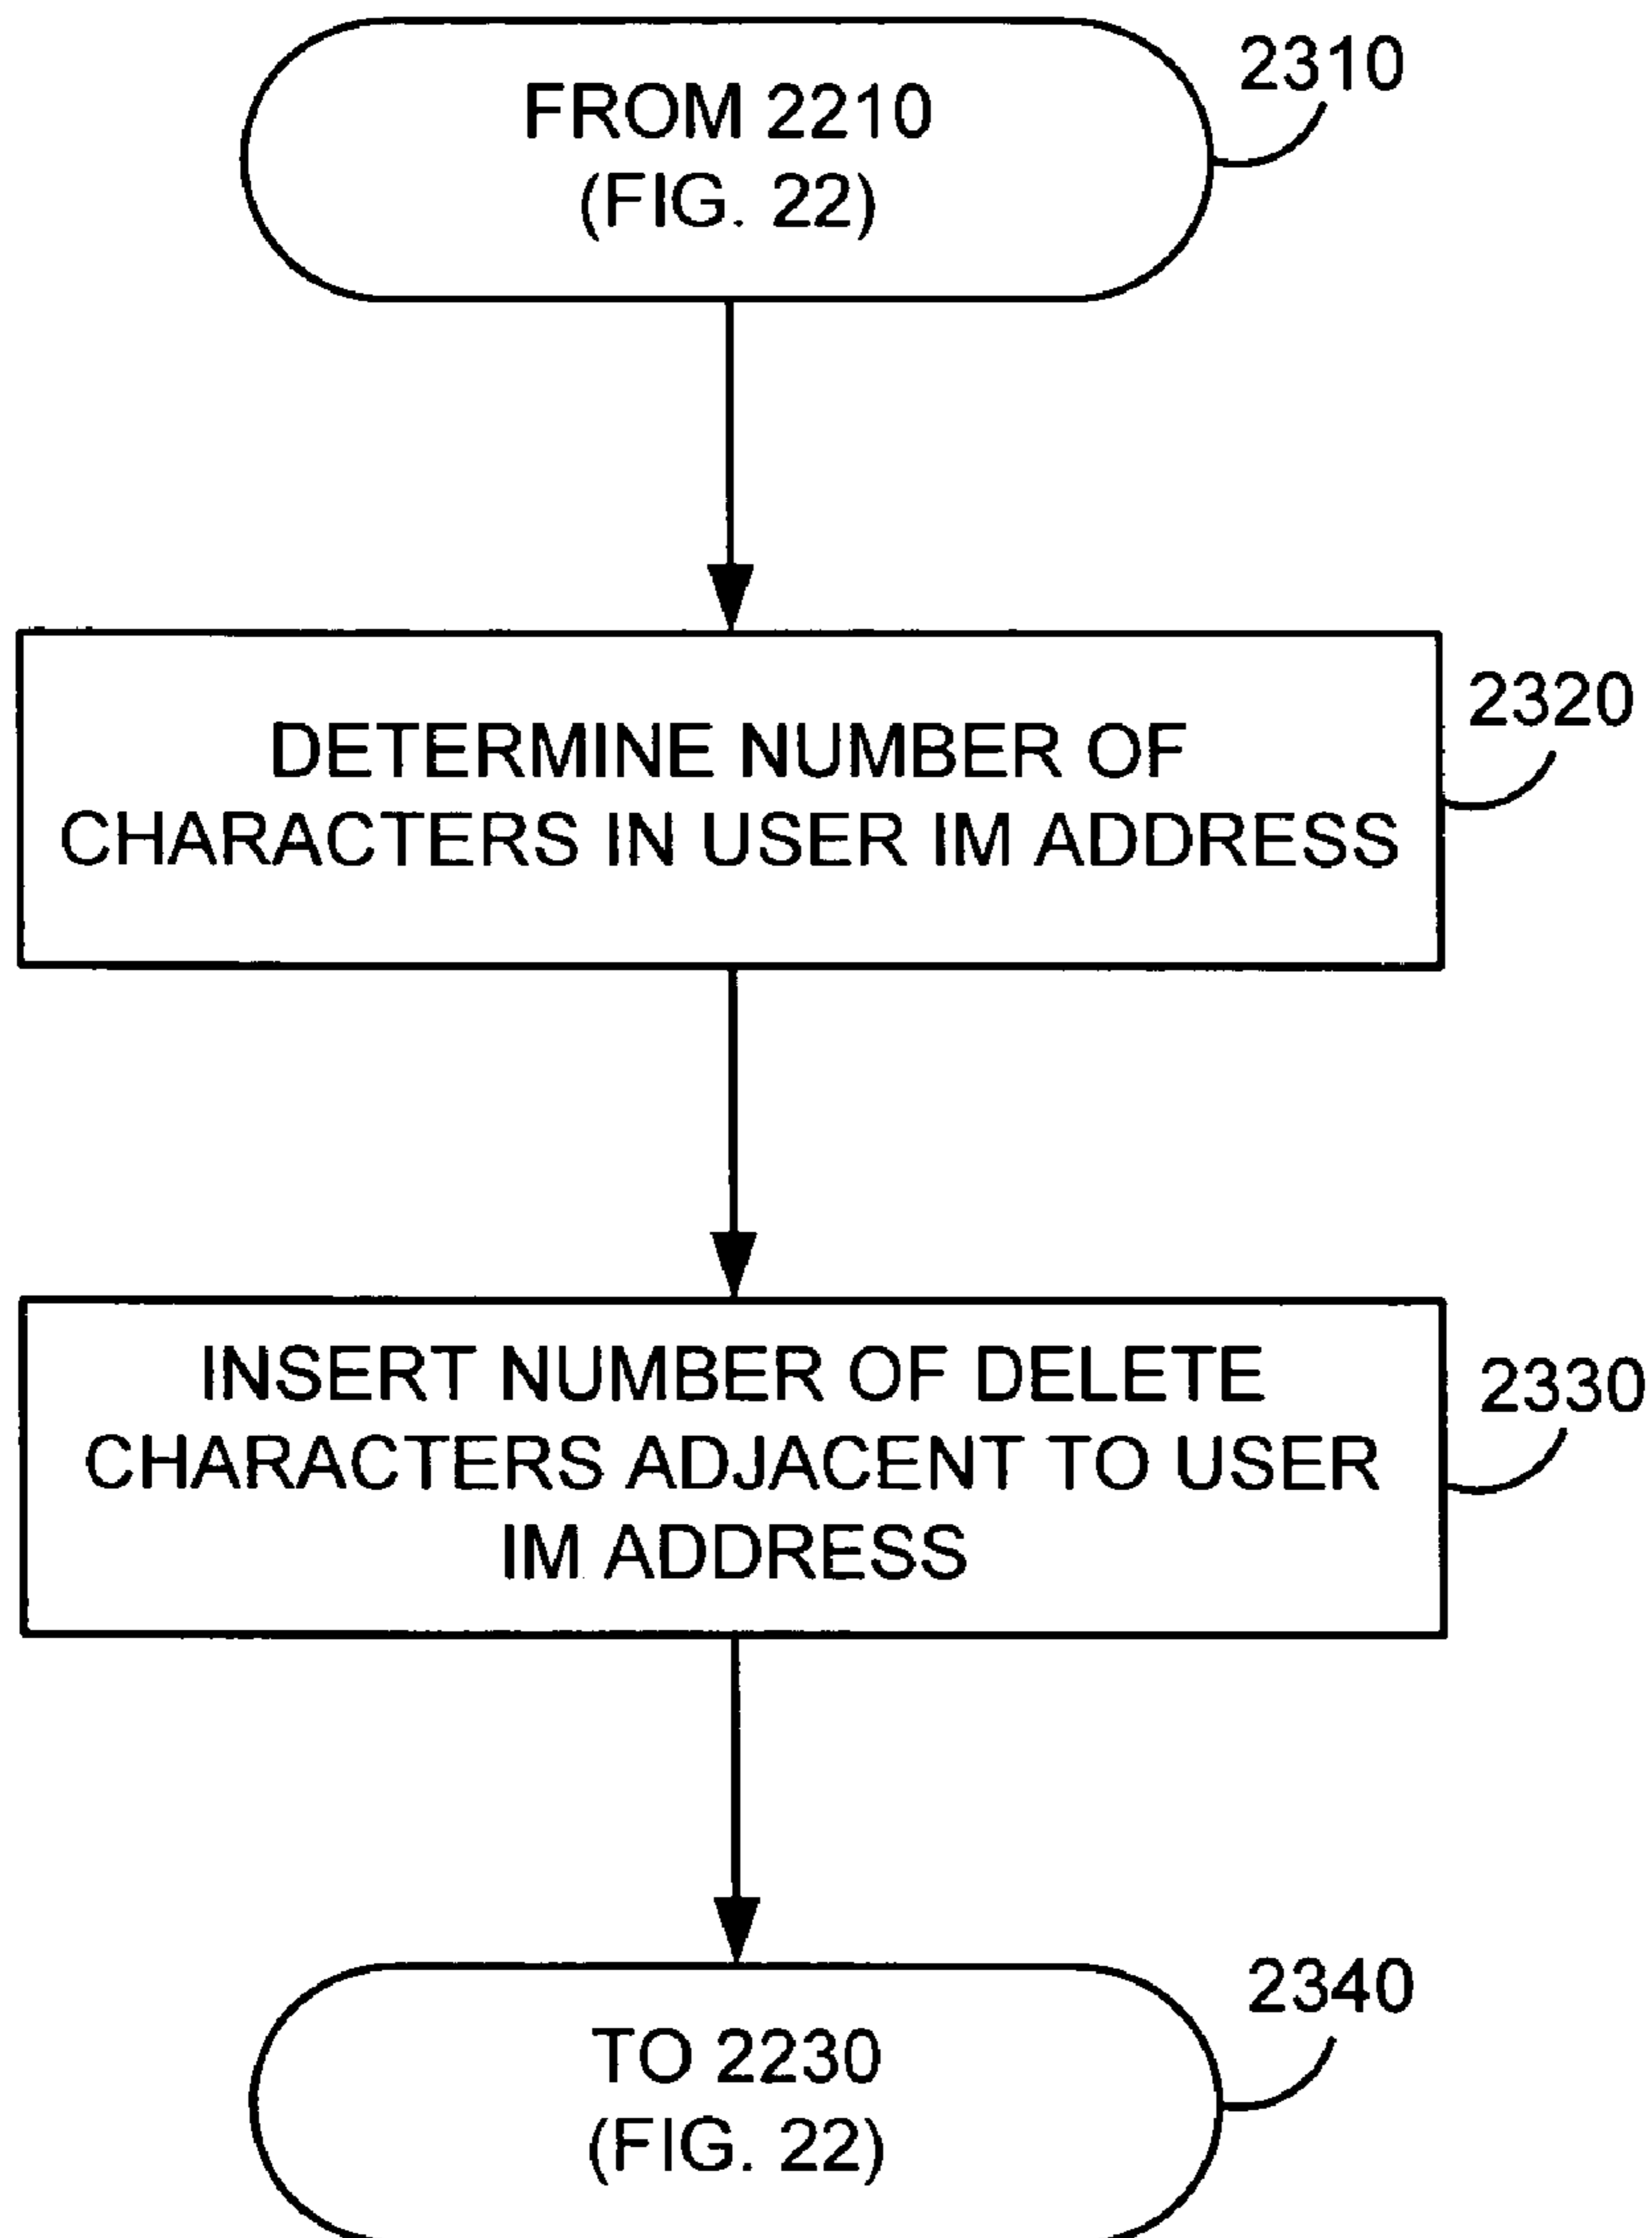 FROM 2210
(FIG. 22)
2310
DETERMINE NUMBER OF
CHARACTERS IN USER IM ADDRESS
2320
INSERT NUMBER OF DELETE
CHARACTERS ADJACENT TO USER
IM ADDRESS
2330
TO 2230
(FIG. 22)
2340